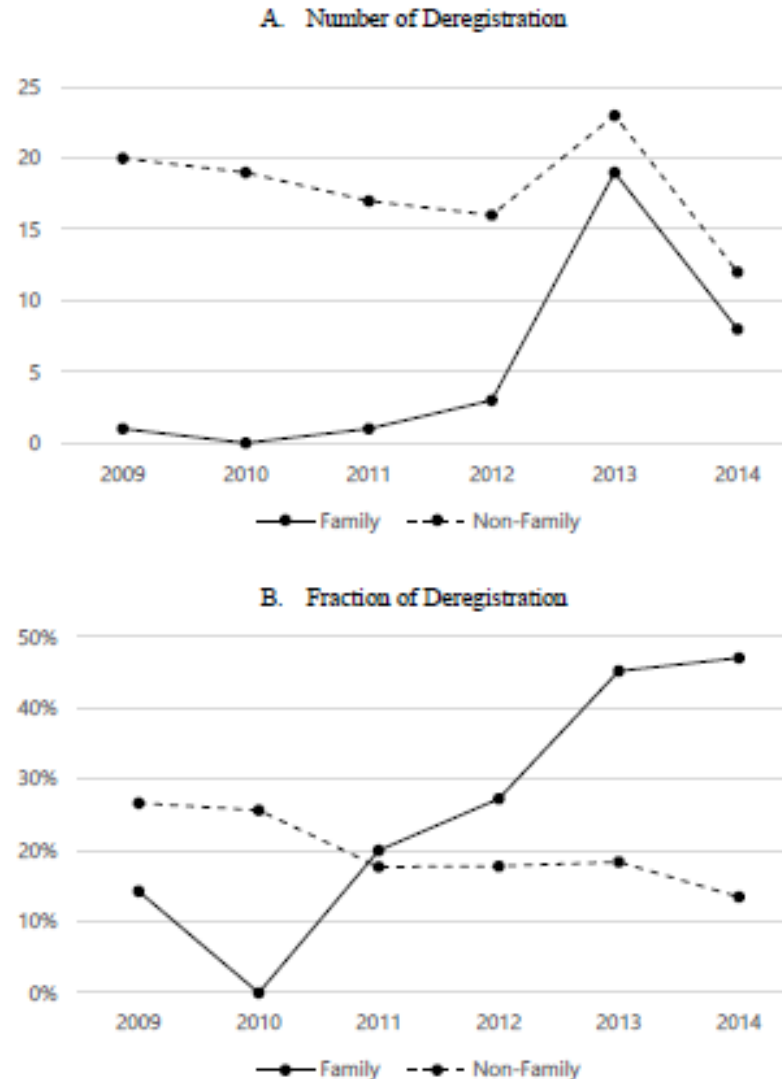 A. Number of Deregistration
25
20
15
10
5
0
2009 2010 2011 2012 2013 2014
Family Non-Family
B. Fraction of Deregistration
50%
40%
30%
20%
10%
0%
2009 2010 2011 2012 2013 2014
Family Non-Family